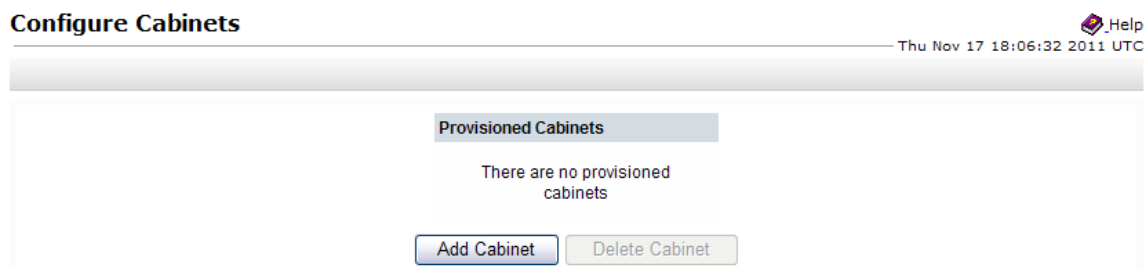 Configure Cabinets
Help
Thu Nov 17 18:06:32 2011 UTC
Provisioned Cabinets
There are no provisioned
cabinets
Add Cabinet
Delete Cabinet